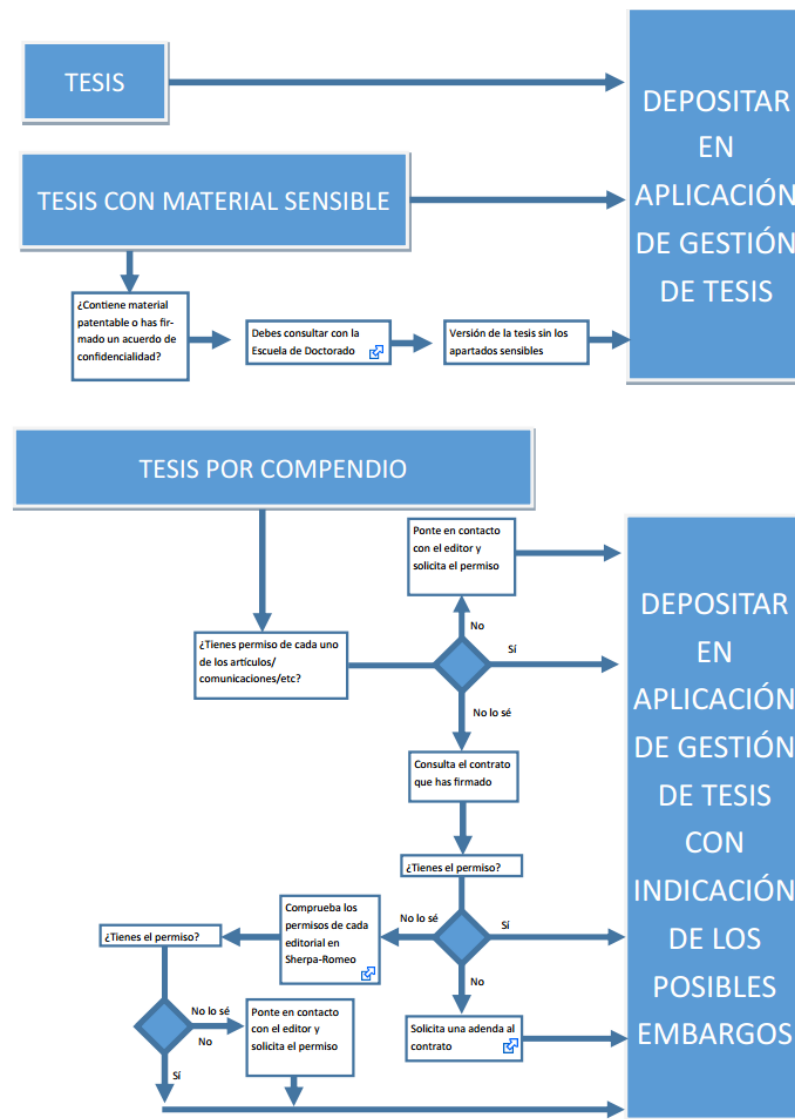 TESIS
DEPOSITAR
EN
APLICACIÓN
DE GESTIÓN
DE TESIS
TESIS CON MATERIAL SENSIBLE
¿Contiene material
patentable o has fir-
mado un acuerdo de
confidencialidad?
Debes consultar con la
Escuela de Doctorado
Versión de la tesis sin los
apartados sensibles
TESIS POR COMPENDIO
Ponte en contacto
con el editor y
solicita el permiso
No
¿Tienes permiso de cada uno
de los artículos/
comunicaciones/etc?
Sí
No lo sé
Consulta el contrato
que has firmado
¿Tienes el permiso?
No lo sé
Sí
No
Comprueba los
permisos de cada
editorial en
Sherpa-Romeo
¿Tienes el permiso?
No lo sé
No
Sí
Ponte en contacto
con el editor y
solicita el permiso
Solicita una adenda al
contrato
DEPOSITAR
EN
APLICACIÓN
DE GESTIÓN
DE TESIS
CON
INDICACIÓN
DE LOS
POSIBLES
EMBARGOS